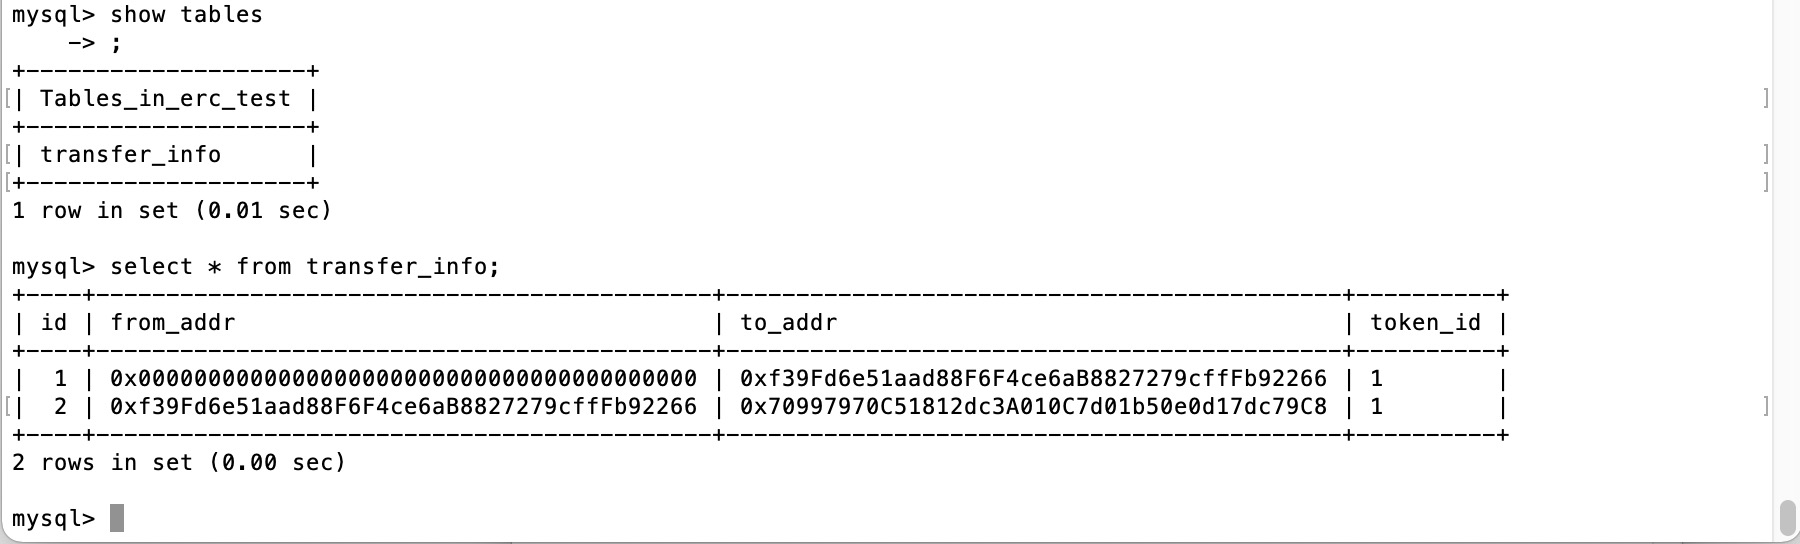 mysql> show tables
    -> ;
+--------------------+
[| Tables_in_erc_test | ]
+--------------------+
[| transfer_info      | ]
[+--------------------+ ]
1 row in set (0.01 sec)
mysql> select * from transfer_info;
+----+--------------------------------------------+--------------------------------------------+----------+
| id | from_addr                                  | to_addr                                    | token_id |
+----+--------------------------------------------+--------------------------------------------+----------+
|  1 | 0x0000000000000000000000000000000000000000 | 0xf39Fd6e51aad88F6F4ce6aB8827279cffFb92266 | 1        |
[|  2 | 0xf39Fd6e51aad88F6F4ce6aB8827279cffFb92266 | 0x70997970C51812dc3A010C7d01b50e0d17dc79C8 | 1        | ]
+----+--------------------------------------------+--------------------------------------------+----------+
2 rows in set (0.00 sec)
mysql>